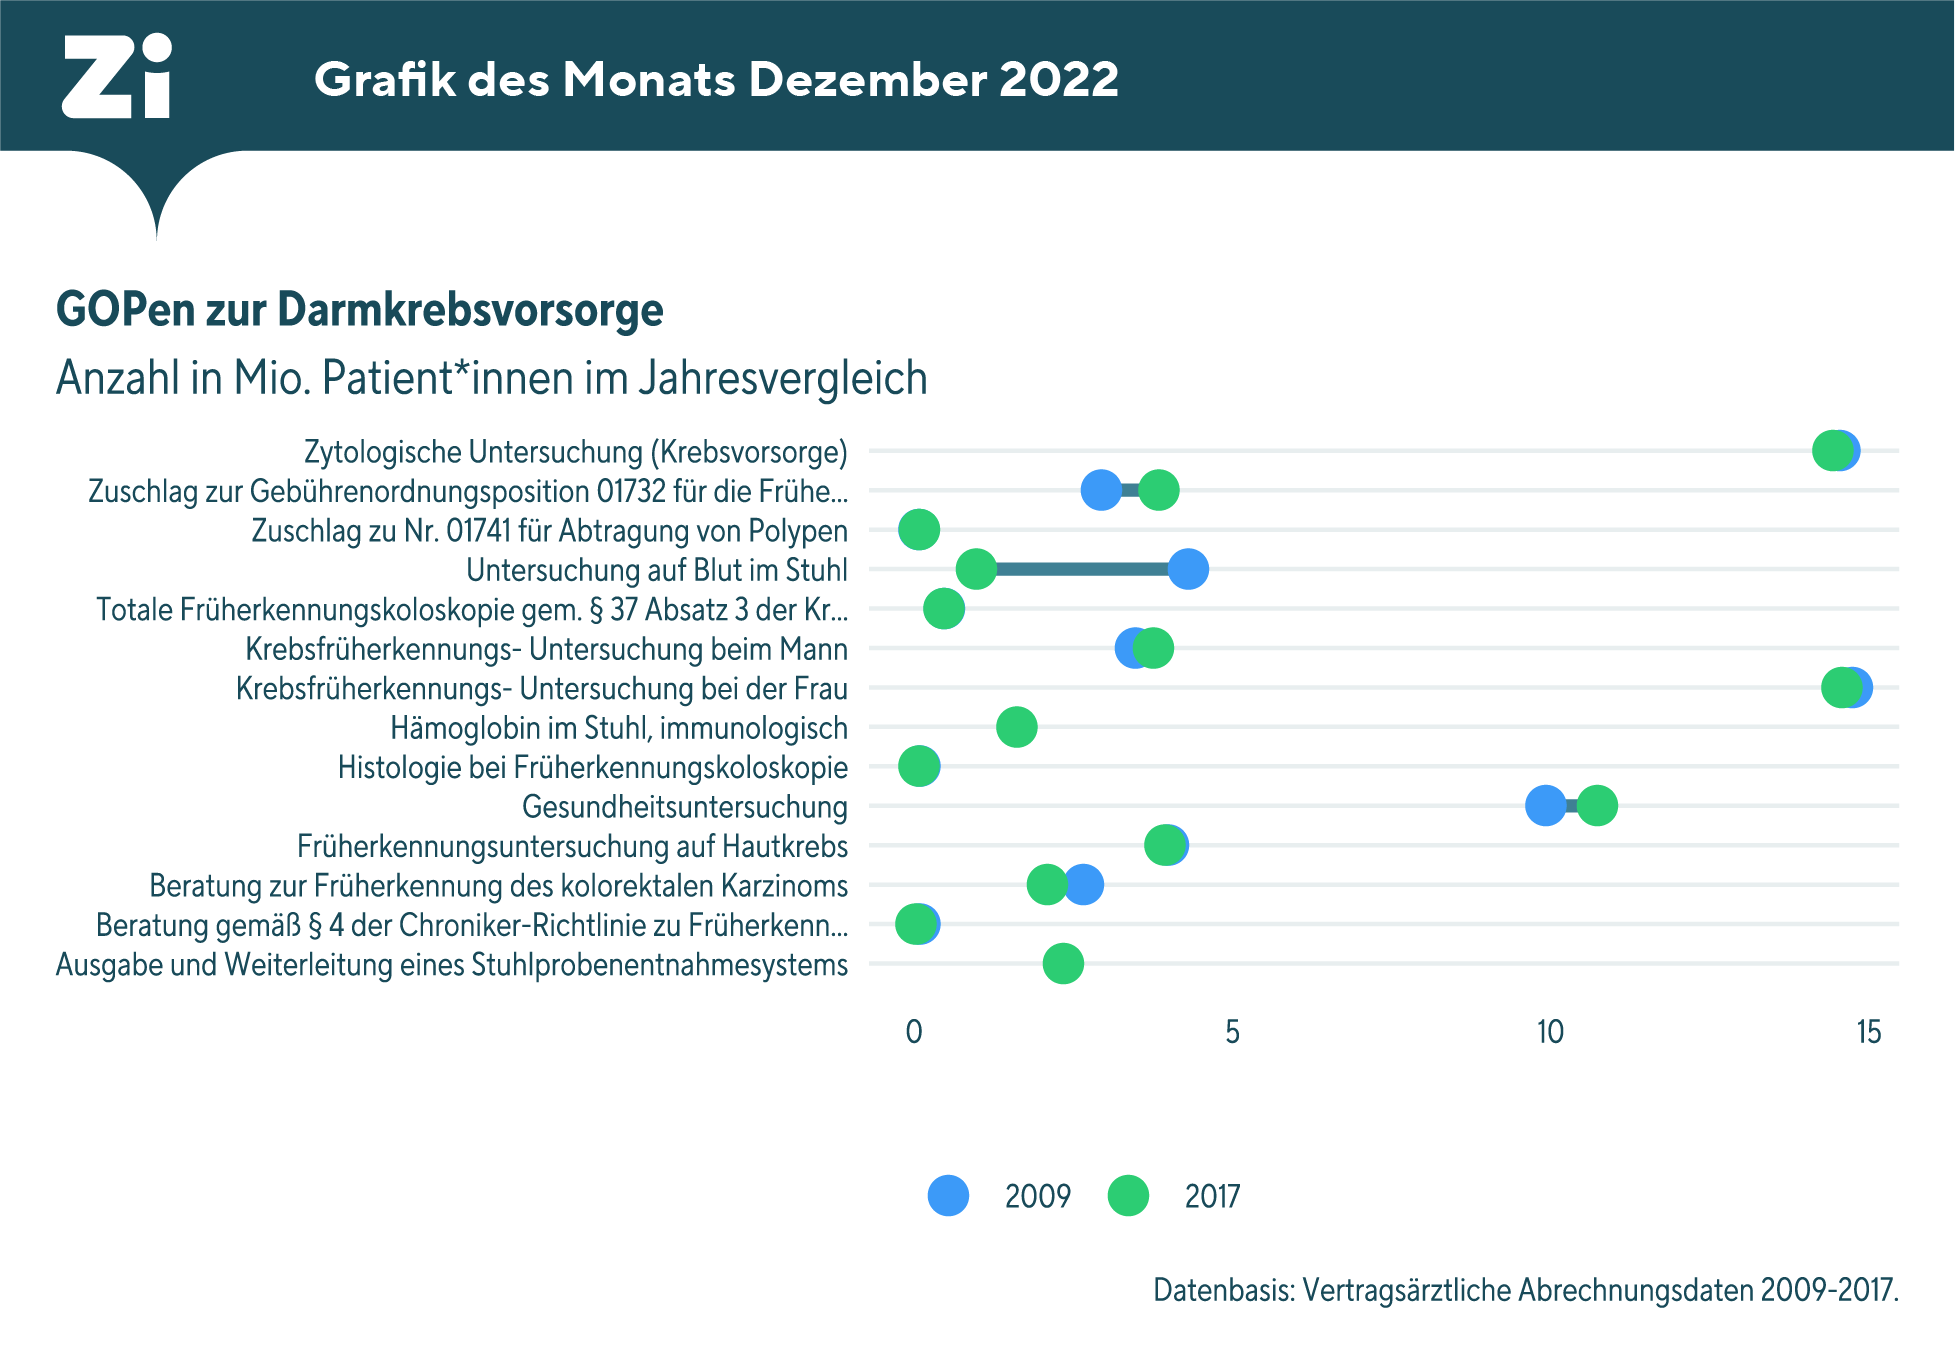 Zi
Grafik des Monats Dezember 2022
GOPen zur Darmkrebsvorsorge
Anzahl in Mio. Patient*innen im Jahresvergleich
Zytologische Untersuchung (Krebsvorsorge)
Zuschlag zur Gebührenordnungsposition 01732 für die Frühe...
Zuschlag zu Nr. 01741 für Abtragung von Polypen
Untersuchung auf Blut im Stuhl
Totale Früherkennungskoloskopie gem. § 37 Absatz 3 der Kr...
Krebsfrüherkennungs- Untersuchung beim Mann
Krebsfrüherkennungs- Untersuchung bei der Frau
Hämoglobin im Stuhl, immunologisch
Histologie bei Früherkennungskoloskopie
Gesundheitsuntersuchung
Früherkennungsuntersuchung auf Hautkrebs
Beratung zur Früherkennung des kolorektalen Karzinoms
Beratung gemäß § 4 der Chroniker-Richtlinie zu Früherkenn...
Ausgabe und Weiterleitung eines Stuhlprobenentnahmesystems
0 5 10 15
2009 2017
Datenbasis: Vertragsärztliche Abrechnungsdaten 2009-2017.